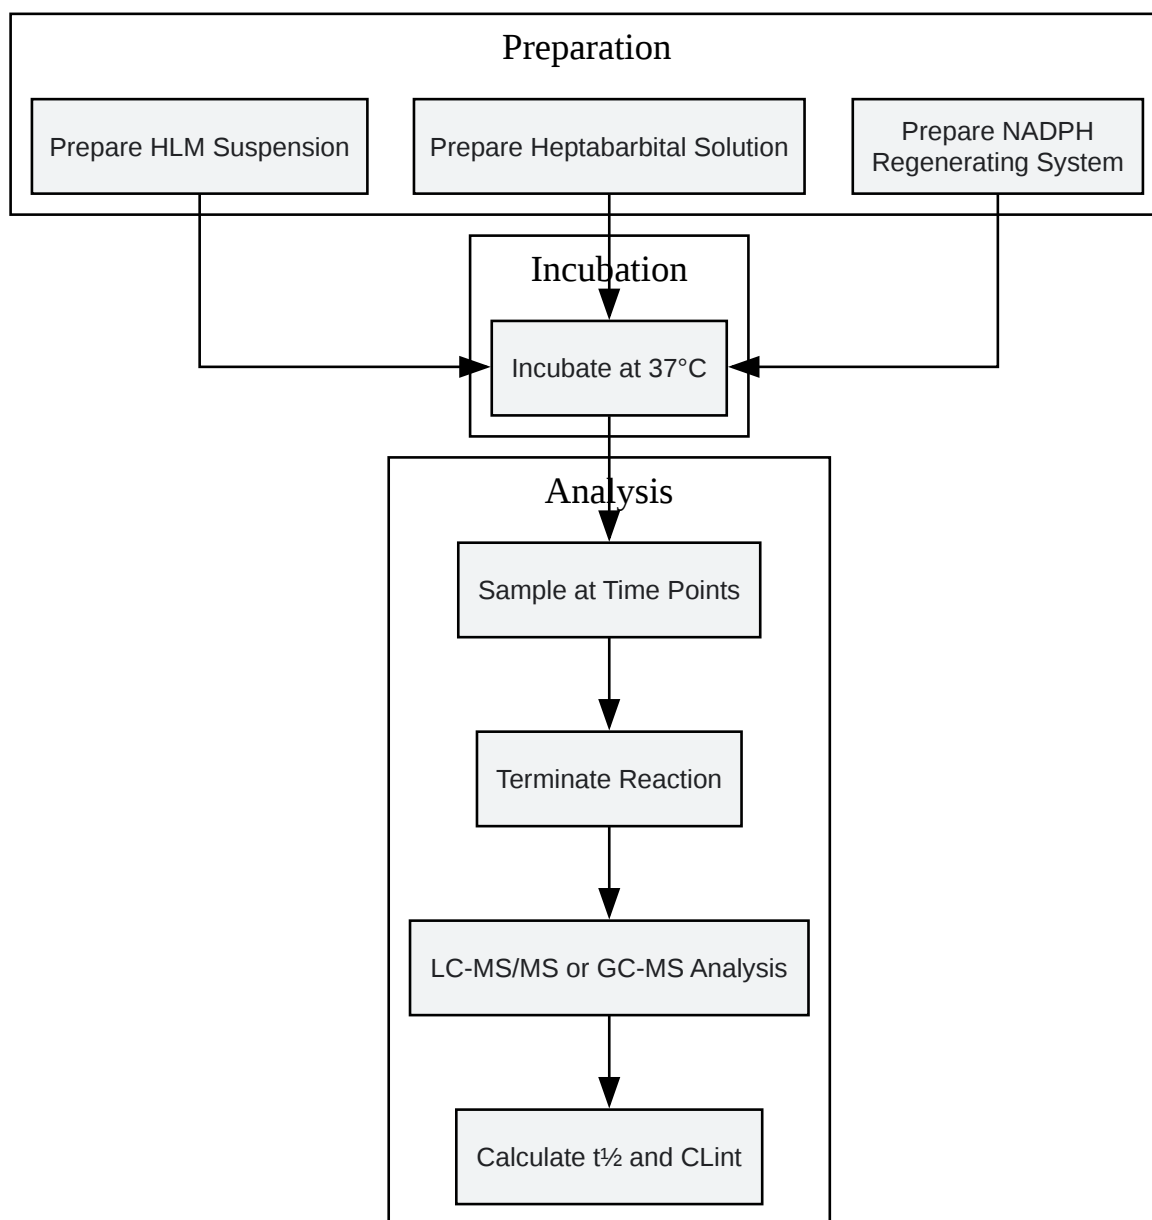 Preparation
Prepare HLM Suspension
Prepare Heptabarbital Solution
Prepare NADPH
Regenerating System
Incubation
Incubate at 37°C
Analysis
Sample at Time Points
Terminate Reaction
LC-MS/MS or GC-MS Analysis
Calculate t½ and CLint